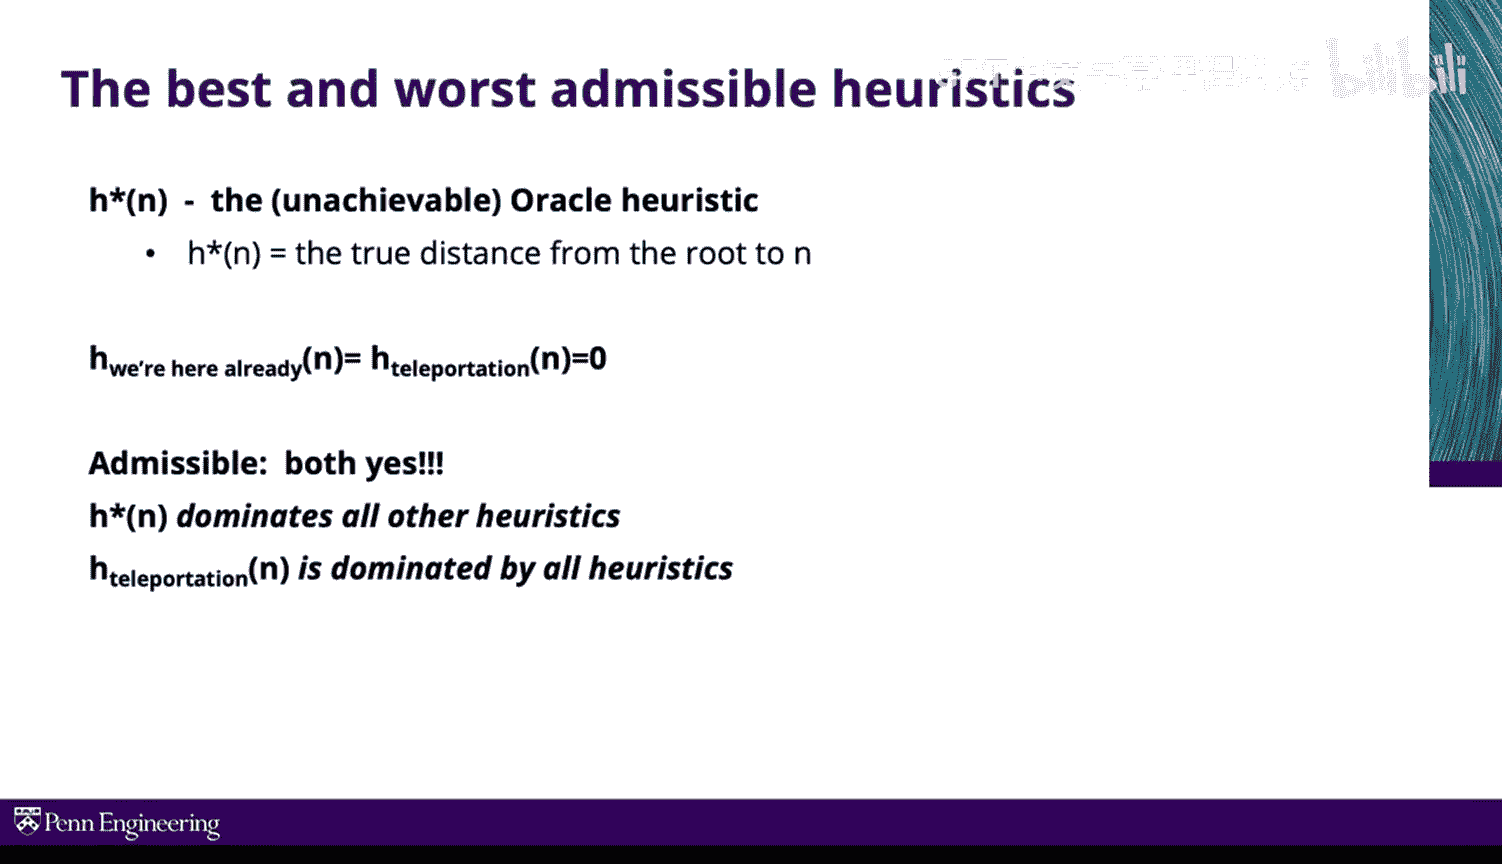 The best and worst admissible heuristics
bilibili
h*(n) - the (unachievable) Oracle heuristic
• h*(n) = the true distance from the root to n
hwe're here already(n)= hteleportation(n)=0
Admissible: both yes!!!
h*(n) dominates all other heuristics
hteleportation(n) is dominated by all heuristics
Penn Engineering